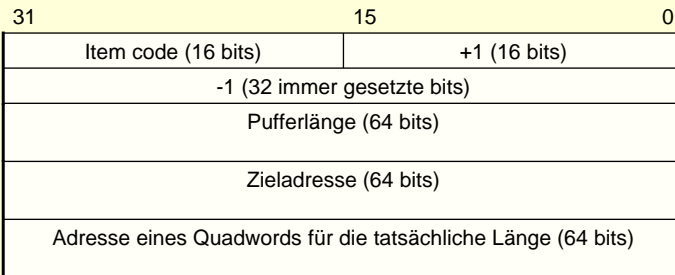 31 15 0
Item code (16 bits) +1 (16 bits)
-1 (32 immer gesetzte bits)
Pufferlänge (64 bits)
Zieladresse (64 bits)
Adresse eines Quadwords für die tatsächliche Länge (64 bits)